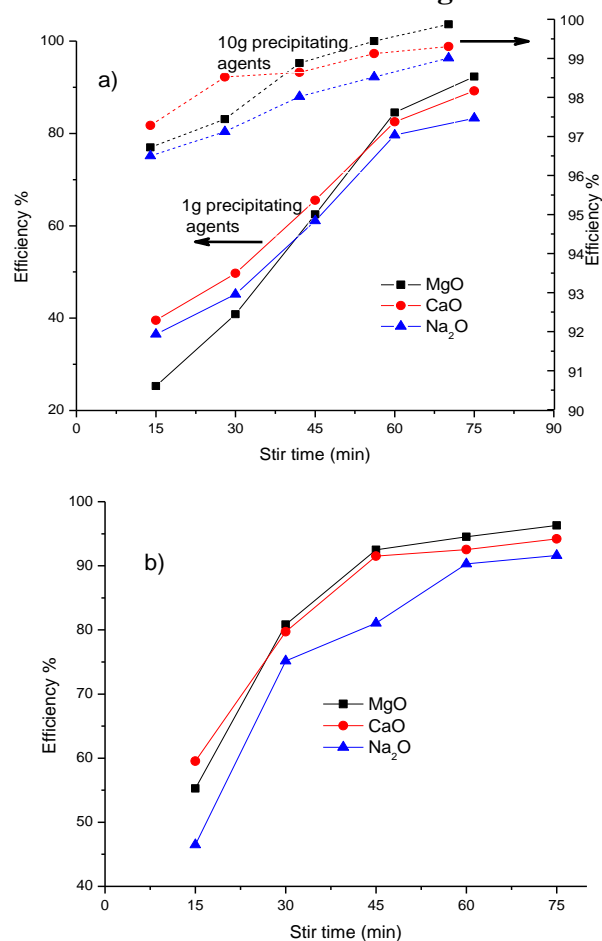 g
a)
10g precipitating
agents
1g precipitating
agents
MgO
CaO
Na₂O
Efficiency %
20
40
60
80
100
Efficiency %
90
91
92
93
94
95
96
97
98
99
100
0
15
30
45
60
75
90
Stir time (min)
b)
MgO
CaO
Na₂O
Efficiency %
40
50
60
70
80
90
100
0
15
30
45
60
75
Stir time (min)